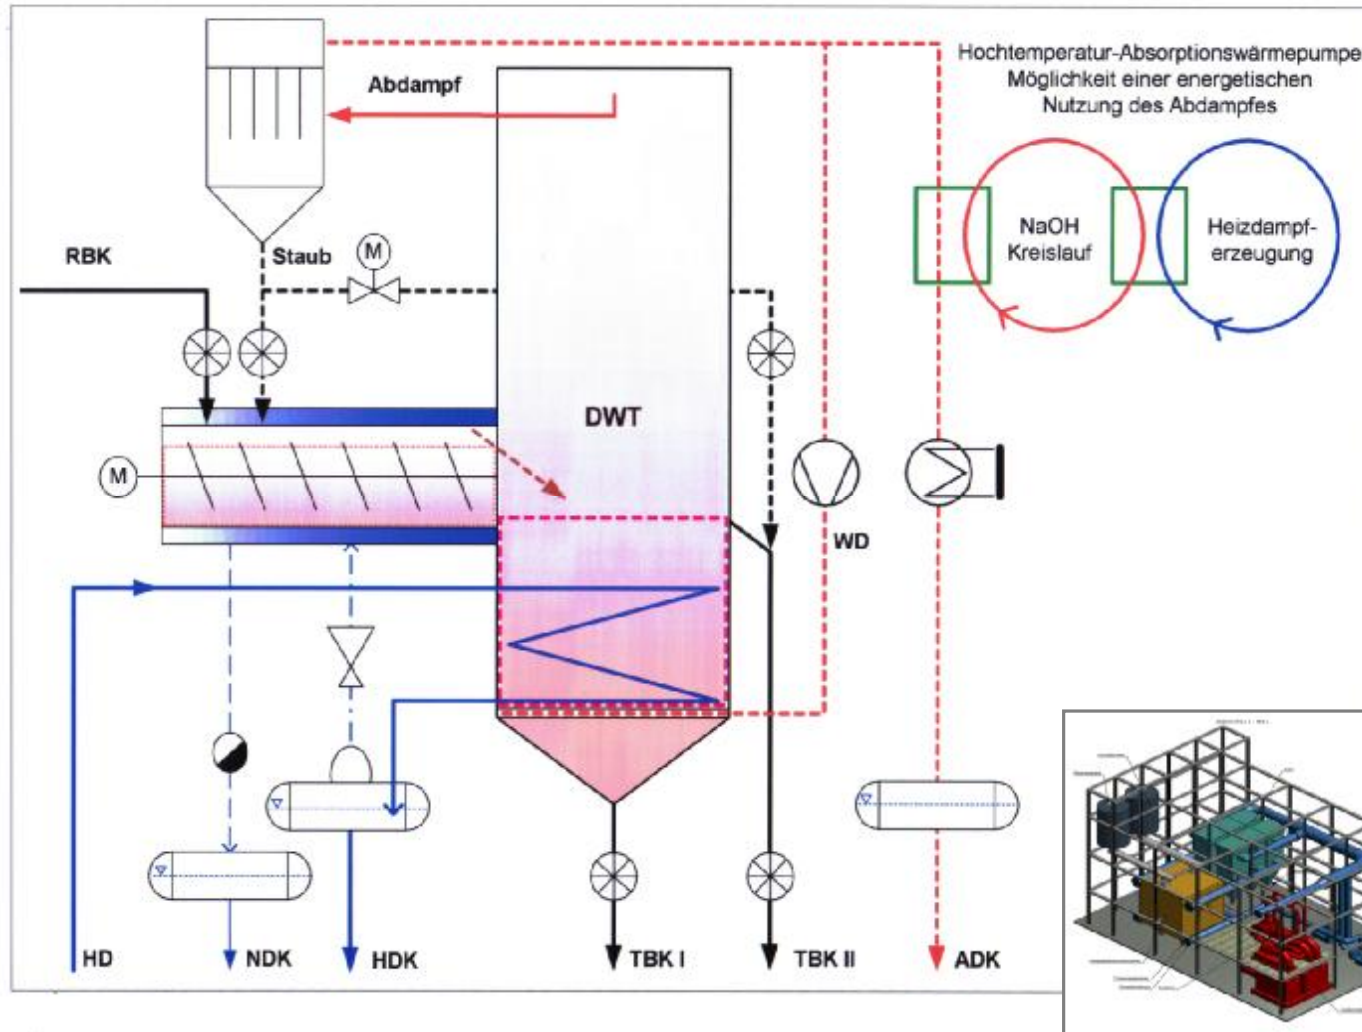 Hochtemperatur-Absorptionswärmepumpe
Möglichkeit einer energetischen
Nutzung des Abdampfes
Abdampf
NaOH
Kreislauf
Heizdampf-
erzeugung
RBK
Staub
M
DWT
M
WD
HD
NDK
HDK
TBK I
TBK II
ADK